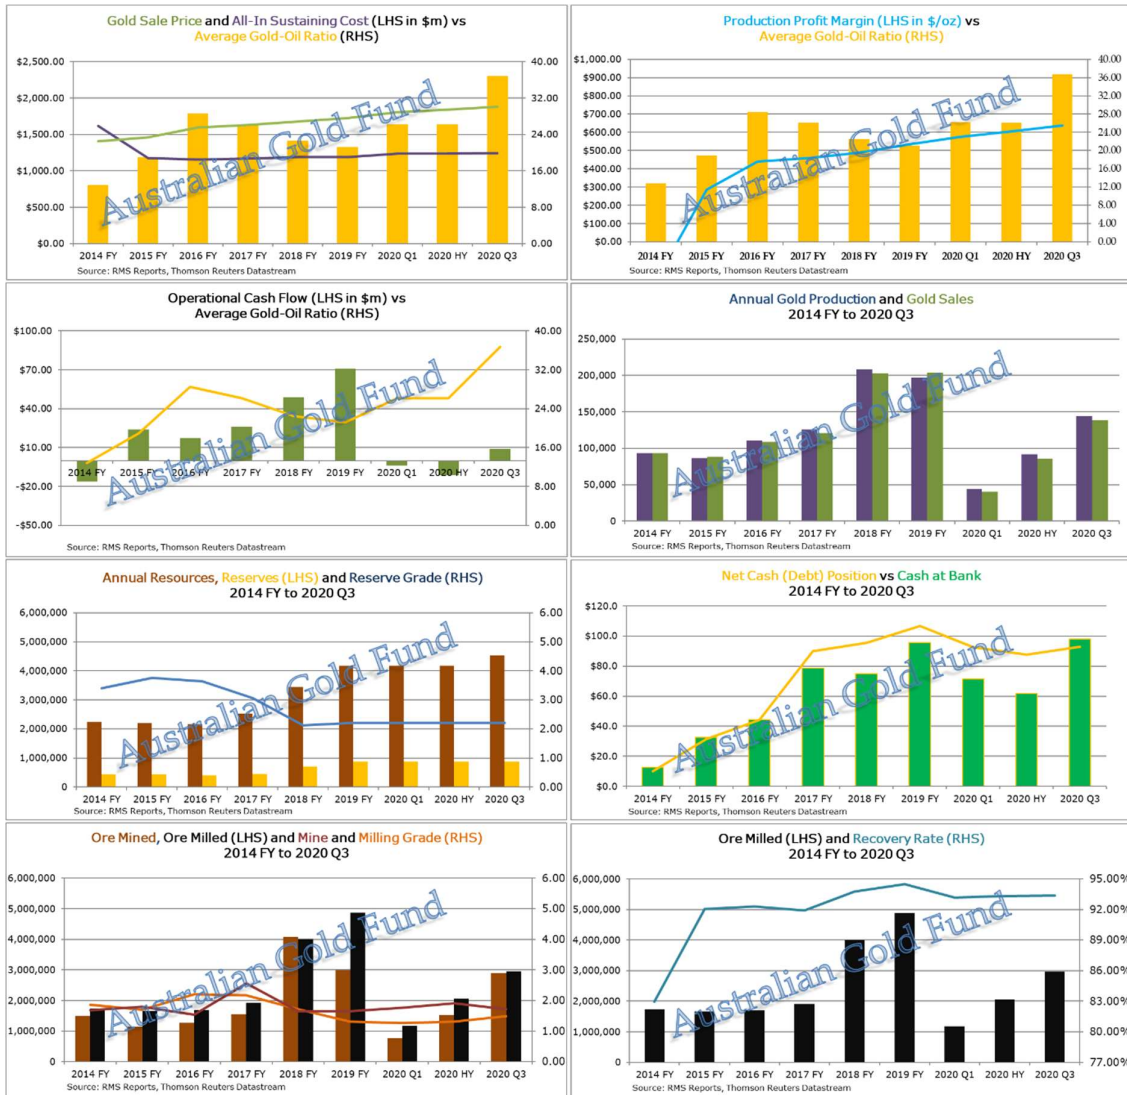 Gold Sale Price and All-In Sustaining Cost (LHS in $m) vs
Average Gold-Oil Ratio (RHS)
$2,500.00
$2,000.00
$1,500.00
$1,000.00
$500.00
$0.00
40.00
32.00
24.00
16.00
8.00
0.00
Australian Gold Fund
2014 FY 2015 FY 2016 FY 2017 FY 2018 FY 2019 FY 2020 Q1 2020 HY 2020 Q3
Source: RMS Reports, Thomson Reuters Datastream
Production Profit Margin (LHS in $/oz) vs
Average Gold-Oil Ratio (RHS)
$1,000.00
$900.00
$800.00
$700.00
$600.00
$500.00
$400.00
$300.00
$200.00
$100.00
$0.00
40.00
36.00
32.00
28.00
24.00
20.00
16.00
12.00
8.00
4.00
0.00
Australian Gold Fund
2014 FY 2015 FY 2016 FY 2017 FY 2018 FY 2019 FY 2020 Q1 2020 HY 2020 Q3
Source: RMS Reports, Thomson Reuters Datastream
Operational Cash Flow (LHS in $m) vs
Average Gold-Oil Ratio (RHS)
$100.00
$70.00
$40.00
$10.00
-$20.00
-$50.00
40.00
32.00
24.00
16.00
8.00
0.00
Australian Gold Fund
2014 FY 2015 FY 2016 FY 2017 FY 2018 FY 2019 FY 2020 Q1 2020 HY 2020 Q3
Source: RMS Reports, Thomson Reuters Datastream
Annual Gold Production and Gold Sales
2014 FY to 2020 Q3
250,000
200,000
150,000
100,000
50,000
0
Australian Gold Fund
2014 FY 2015 FY 2016 FY 2017 FY 2018 FY 2019 FY 2020 Q1 2020 HY 2020 Q3
Source: RMS Reports, Thomson Reuters Datastream
Annual Resources, Reserves (LHS) and Reserve Grade (RHS)
2014 FY to 2020 Q3
6,000,000
5,000,000
4,000,000
3,000,000
2,000,000
1,000,000
0
6.00
5.00
4.00
3.00
2.00
1.00
0.00
Australian Gold Fund
2014 FY 2015 FY 2016 FY 2017 FY 2018 FY 2019 FY 2020 Q1 2020 HY 2020 Q3
Source: RMS Reports, Thomson Reuters Datastream
Net Cash (Debt) Position vs Cash at Bank
2014 FY to 2020 Q3
$120.0
$100.0
$80.0
$60.0
$40.0
$20.0
$0.0
Australian Gold Fund
2014 FY 2015 FY 2016 FY 2017 FY 2018 FY 2019 FY 2020 Q1 2020 HY 2020 Q3
Source: RMS Reports, Thomson Reuters Datastream
Ore Mined, Ore Milled (LHS) and Mine and Milling Grade (RHS)
2014 FY to 2020 Q3
6,000,000
5,000,000
4,000,000
3,000,000
2,000,000
1,000,000
0
6.00
5.00
4.00
3.00
2.00
1.00
0.00
Australian Gold Fund
2014 FY 2015 FY 2016 FY 2017 FY 2018 FY 2019 FY 2020 Q1 2020 HY 2020 Q3
Source: RMS Reports, Thomson Reuters Datastream
Ore Milled (LHS) and Recovery Rate (RHS)
2014 FY to 2020 Q3
6,000,000
5,000,000
4,000,000
3,000,000
2,000,000
1,000,000
0
95.00%
92.00%
89.00%
86.00%
83.00%
80.00%
77.00%
Australian Gold Fund
2014 FY 2015 FY 2016 FY 2017 FY 2018 FY 2019 FY 2020 Q1 2020 HY 2020 Q3
Source: RMS Reports, Thomson Reuters Datastream